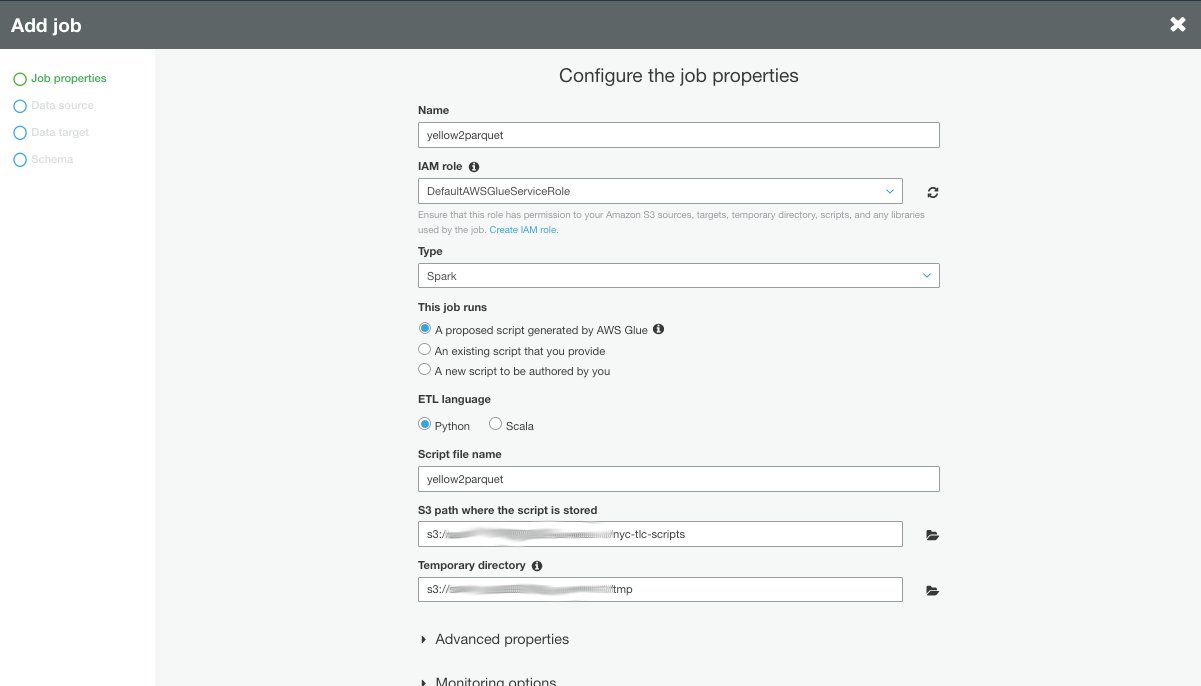 Add job
Job properties
Data source
Data target
Schema
Configure the job properties
Name
yellow2parquet
IAM role
DefaultAWSGlueServiceRole
Ensure that this role has permission to your Amazon S3 sources, targets, temporary directory, scripts, and any libraries
used by the job. Create IAM role.
Type
Spark
This job runs
A proposed script generated by AWS Glue
An existing script that you provide
A new script to be authored by you
ETL language
Python Scala
Script file name
yellow2parquet
S3 path where the script is stored
s3:// /nyc-tlc-scripts
Temporary directory
s3:// /tmp
Advanced properties
Monitoring options